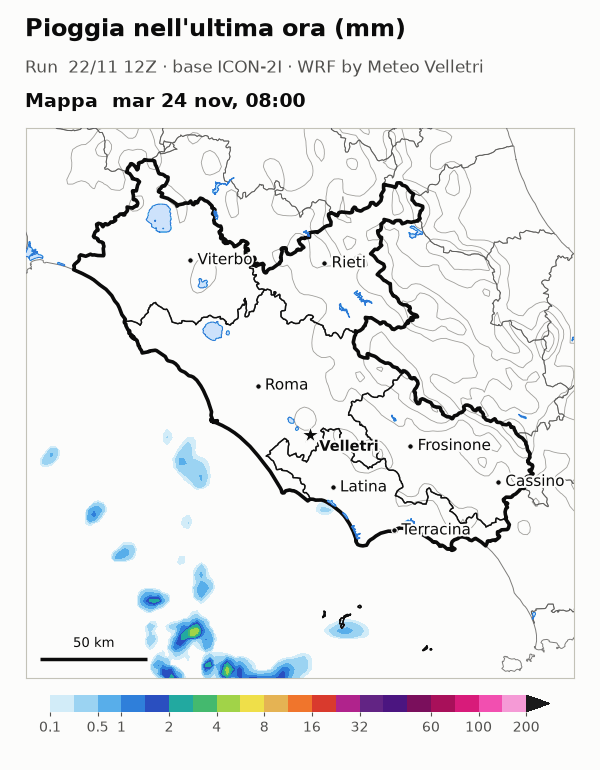 Pioggia nell'ultima ora (mm)
Run  22/11 12Z · base ICON-2I · WRF by Meteo Velletri
Mappa  mar 24 nov, 08:00
Viterbo
Rieti
Roma
Velletri
Frosinone
Latina
Cassino
Terracina
50 km
0.1 0.5 1 2 4 8 16 32 60 100 200